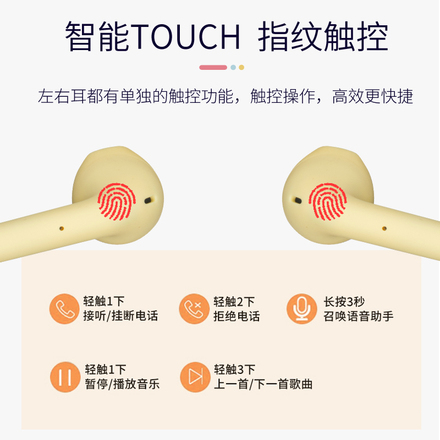 智能TOUCH 指纹触控
左右耳都有单独的触控功能，触控操作，高效更快捷
轻触1下
接听/挂断电话
轻触2下
拒绝电话
长按3秒
召唤语音助手
轻触1下
暂停/播放音乐
轻触3下
上一首/下一首歌曲